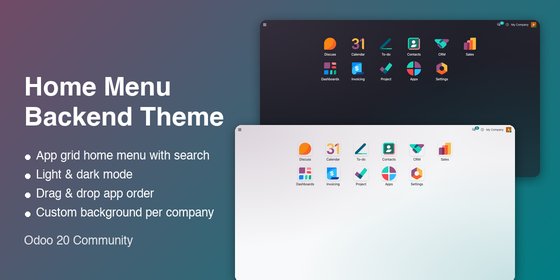 Home Menu
Backend Theme
App grid home menu with search
Light & dark mode
Drag & drop app order
Custom background per company
Odoo 20 Community
My Company
Discuss
Calendar
To-do
Contacts
CRM
Sales
Dashboards
Invoicing
Project
Apps
Settings
My Company
Discuss
Calendar
To-do
Contacts
CRM
Sales
Dashboards
Invoicing
Project
Apps
Settings